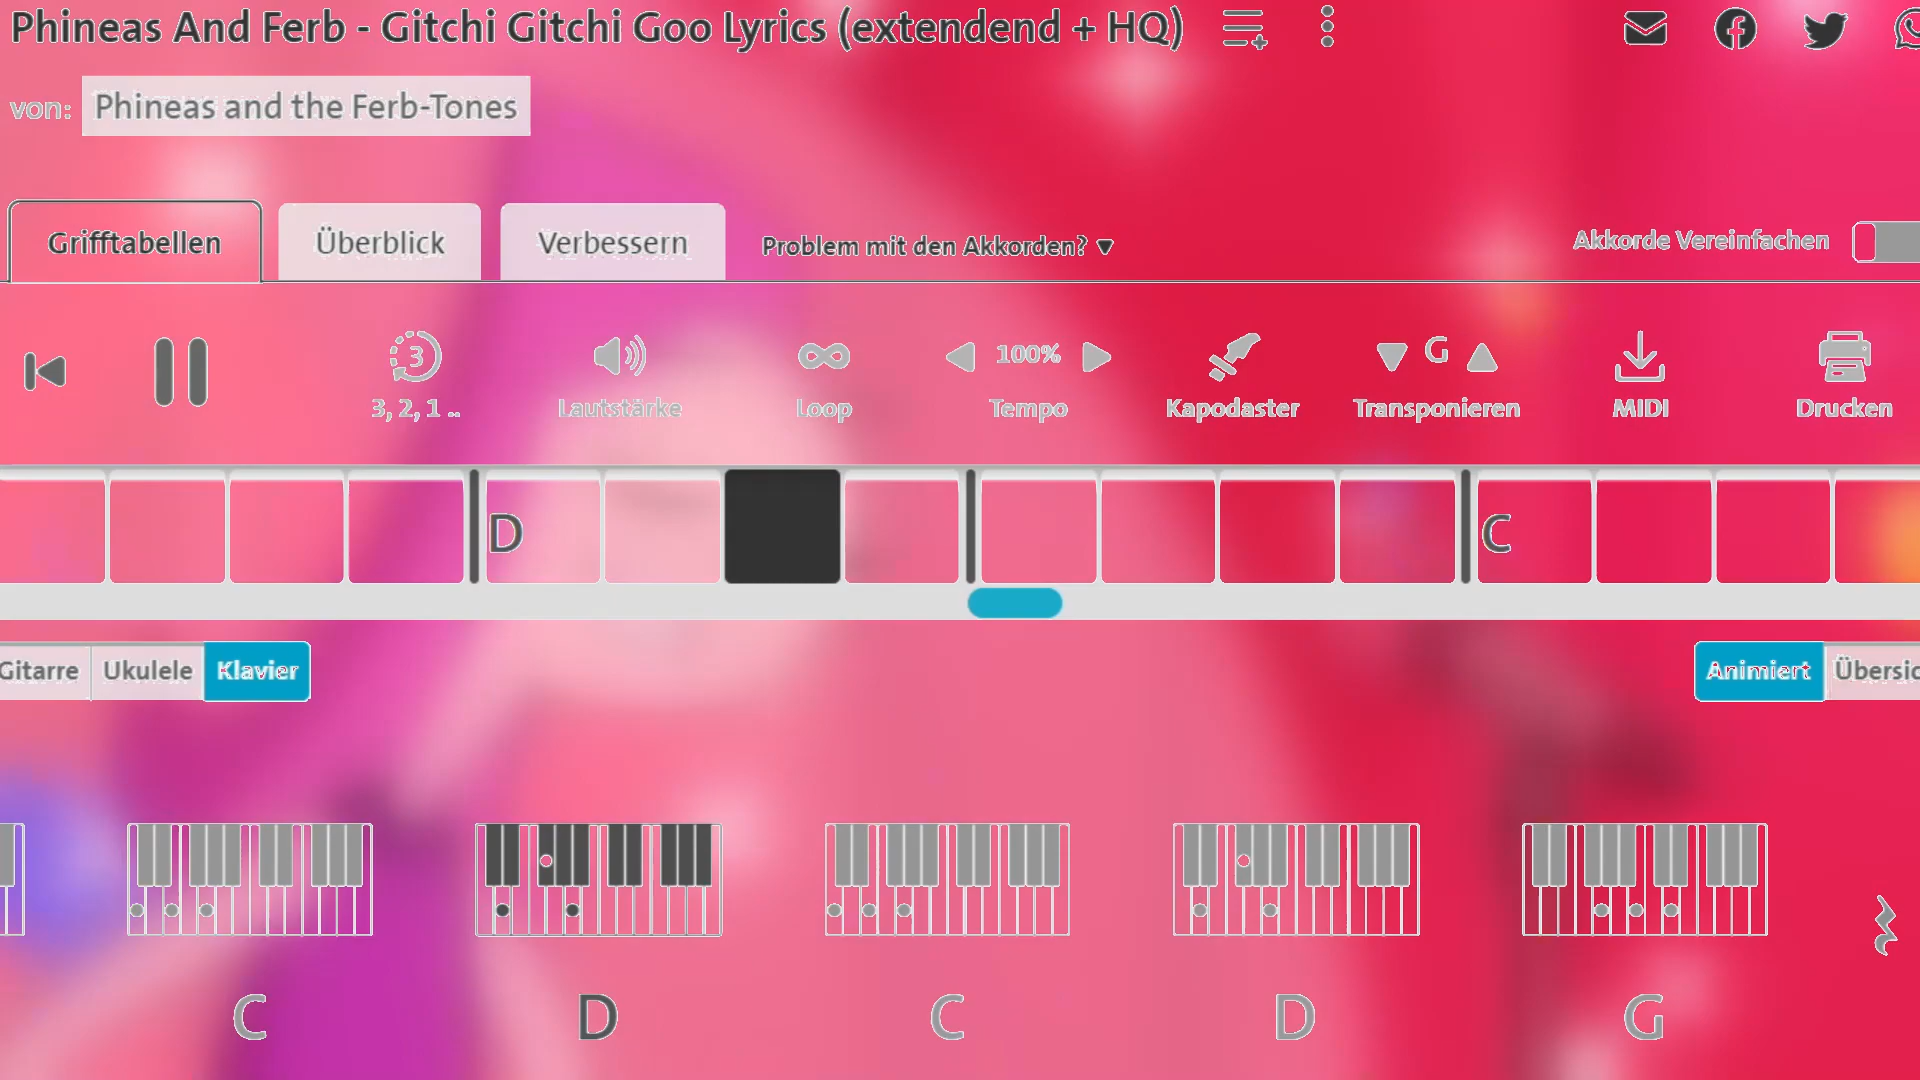 Phineas And Ferb - Gitchi Gitchi Goo Lyrics (extendend + HQ)
von: Phineas and the Ferb-Tones
Grifftabellen Überblick Verbessern Problem mit den Akkorden? Akkorde Vereinfachen
3 100% G
3, 2, 1 .. Lautstärke Loop Tempo Kapodaster Transponieren MIDI Drucken
D C
Gitarre Ukulele Klavier Animiert Übersic
C D C D G